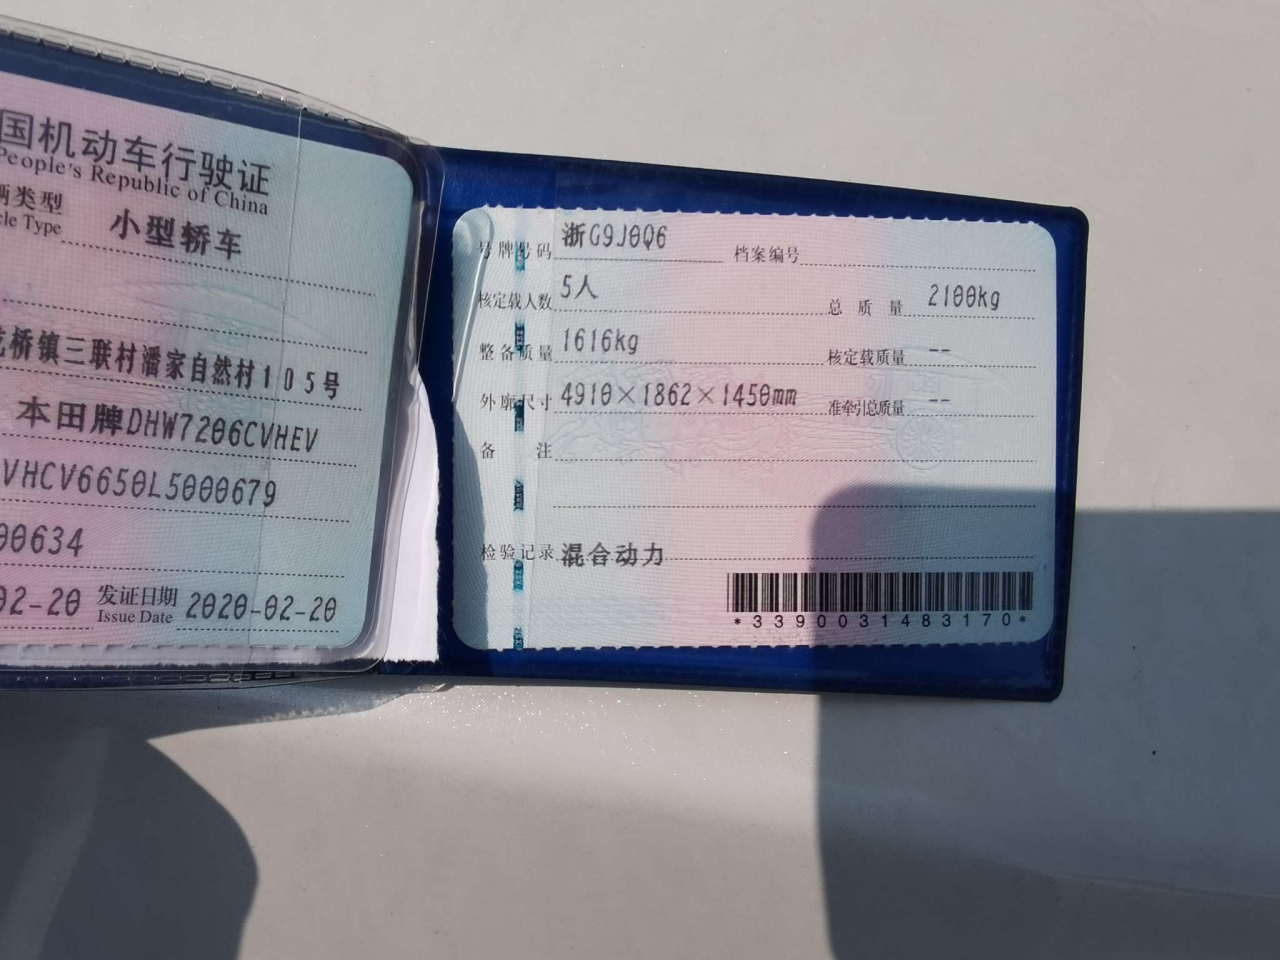 国机动车行驶证
People's Republic of China
类型
cle Type
小型轿车
桥镇三联村潘家自然村105号
本田牌DHW7206CVHEV
VHCV6650L5000679
00634
02-20 发证日期 2020-02-20
Issue Date
号牌号码 浙G9J0Q6 档案编号
核定载人数 5人 总质量 2100kg
整备质量 1616kg 核定载质量 --
外廓尺寸 4910×1862×1450mm 准牵引总质量 --
备注
检验记录 混合动力
*3390031483170*